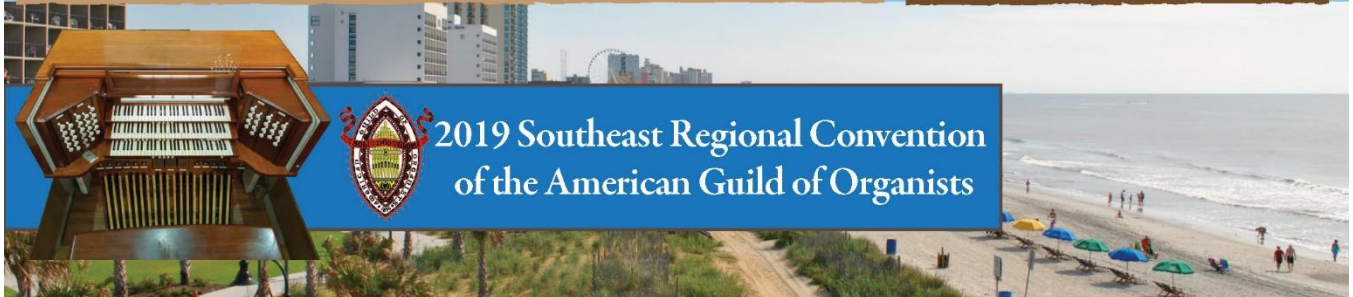 2019 Southeast Regional Convention
of the American Guild of Organists